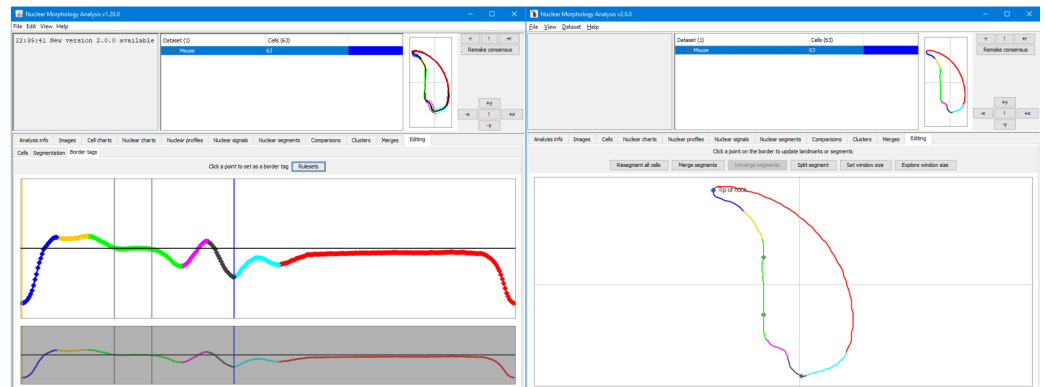 Nuclear Morphology Analysis v1.20.0
File Edit View Help
12:35:41 New version 2.0.0 available
Dataset (1) Cells (63)
Mouse 63
-r ! +r
Remake consensus
+y
-x ! +x
-y
Analysis info Images Cell charts Nuclear charts Nuclear profiles Nuclear signals Nuclear segments Comparisons Clusters Merges Editing
Cells Segmentation Border tags
Click a point to set as a border tag Rulesets
Nuclear Morphology Analysis v2.0.0
File View Dataset Help
Dataset (1) Cells (63)
Mouse 63
-r ! +r
Remake consensus
+y
-x ! +x
-y
Analysis info Images Cells Nuclear charts Nuclear profiles Nuclear signals Nuclear segments Comparisons Clusters Merges Editing
Click a point on the border to update landmarks or segments
Resegment all cells Merge segments Unmerge segments Split segment Set window size Explore window size
Tip of hook